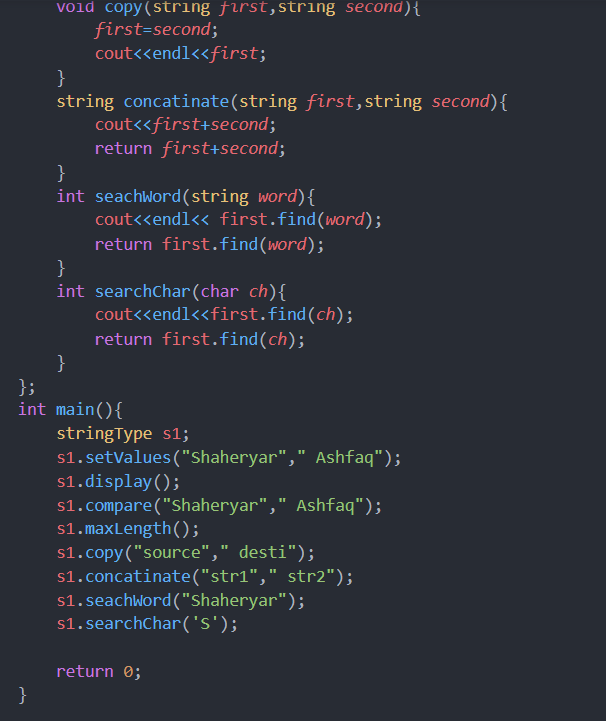 void copy(string first,string second){
first=second;
cout<<endl<<first;
}
string concatinate(string first,string second){
cout<<first+second;
return first+second;
}
int seachWord(string word){
cout<<endl<< first.find(word);
return first.find(word);
}
int searchChar(char ch){
cout<<endl<<first.find(ch);
return first.find(ch);
}
};
int main(){
stringType s1;
s1.setValues("Shaheryar"," Ashfaq");
s1.display();
s1.compare("Shaheryar"," Ashfaq");
s1.maxLength();
s1.copy("source"," desti");
s1.concatinate("str1"," str2");
s1.seachWord("Shaheryar");
s1.searchChar('S');
return 0;
}